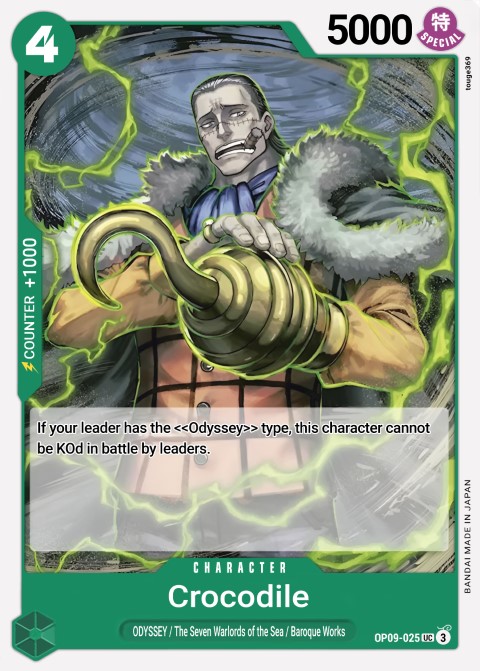 4
5000
特
SPECIAL
touge369
COUNTER +1000
If your leader has the <<Odyssey>> type, this character cannot
be KOd in battle by leaders.
BANDAI MADE IN JAPAN
CHARACTER
Crocodile
ODYSSEY / The Seven Warlords of the Sea / Baroque Works
OP09-025 UC 3